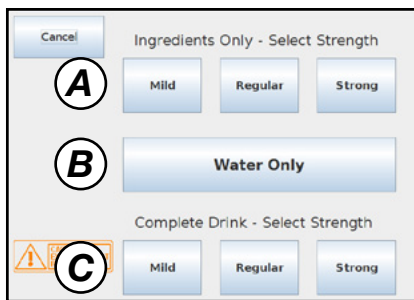 Cancel
Ingredients Only - Select Strength
A
Mild Regular Strong
B
Water Only
Complete Drink - Select Strength
C
Mild Regular Strong